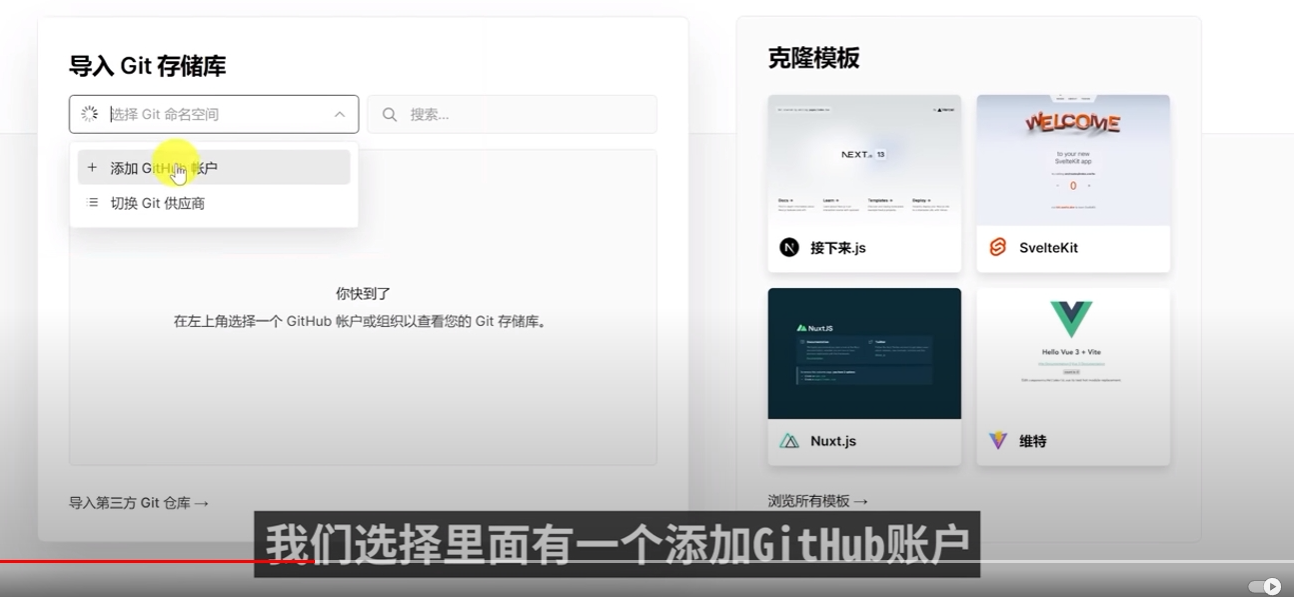 导入 Git 存储库
选择 Git 命名空间
搜索...
添加 GitHub 帐户
切换 Git 供应商
你快到了
在左上角选择一个 GitHub 帐户或组织以查看您的 Git 存储库。
导入第三方 Git 仓库 →
克隆模板
NEXT.js 13
接下来.js
WELCOME
to your new
SvelteKit app
0
SvelteKit
NuxtJS
Nuxt.js
Hello Vue 3 + Vite
维特
浏览所有模板 →
我们选择里面有一个添加GitHub账户